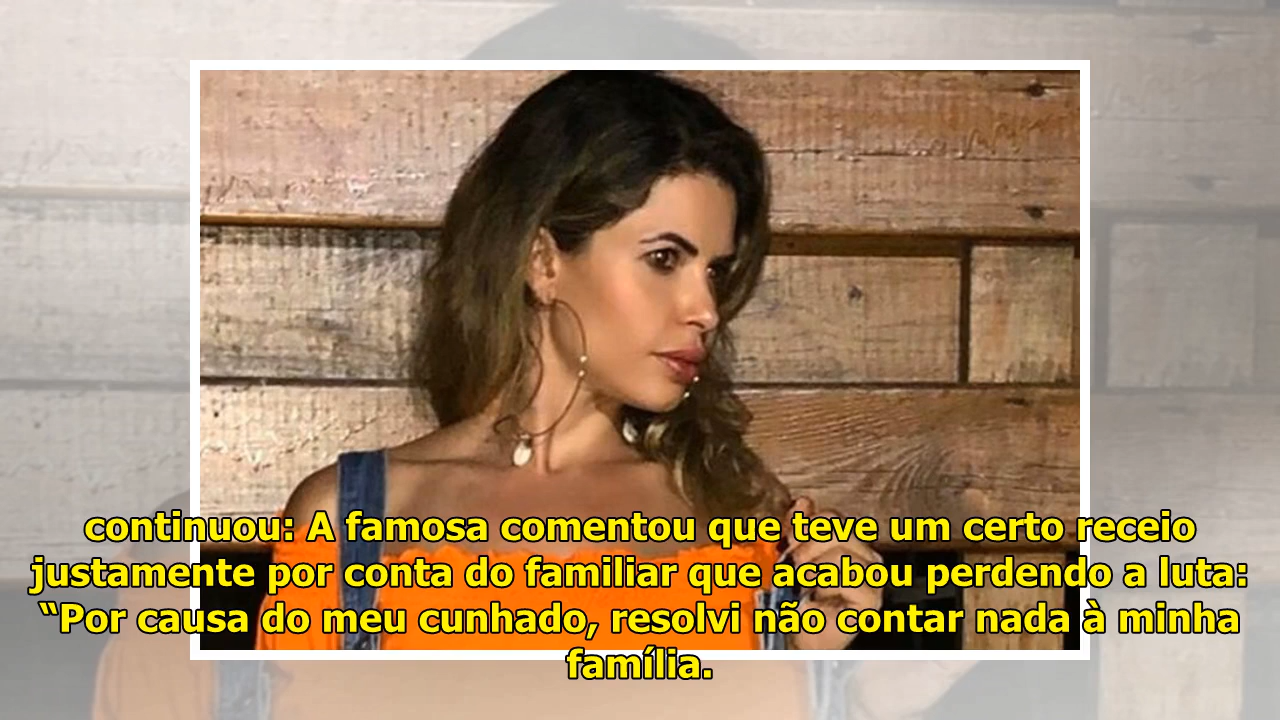 continuou: A famosa comentou que teve um certo receio
justamente por conta do familiar que acabou perdendo a luta:
“Por causa do meu cunhado, resolvi não contar nada à minha
família.